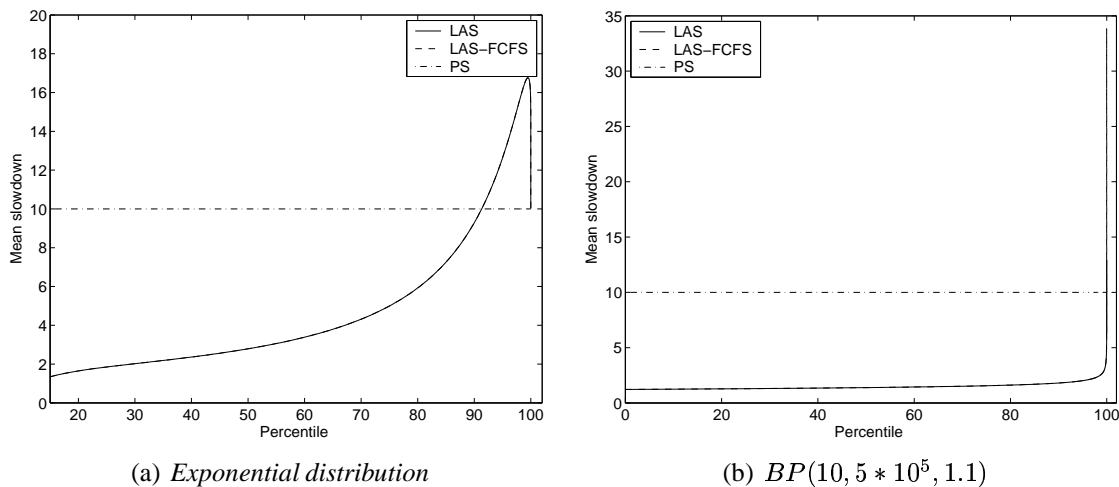 20
18
16
14
12
10
8
6
4
2
0
Mean slowdown
LAS
LAS-FCFS
PS
20 30 40 50 60 70 80 90 100
Percentile
(a) Exponential distribution
35
30
25
20
15
10
5
0
Mean slowdown
LAS
LAS-FCFS
PS
0 20 40 60 80 100
Percentile
(b) BP(10, 5 * 10⁵, 1.1)